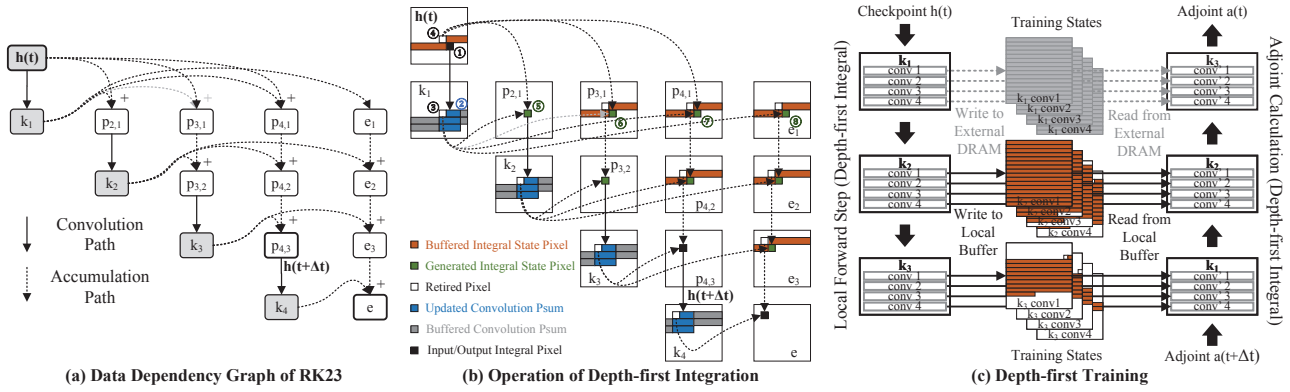 h(t)
k1
p2,1
p3,1
p4,1
e1
+
+
+
k2
p3,2
p4,2
e2
+
+
+
k3
p4,3
e3
+
+
h(t+Δt)
k4
e
+
Convolution
Path
Accumulation
Path
(a) Data Dependency Graph of RK23
h(t)
④
①
k1
③ ②
p2,1
⑤
p3,1
⑥
p4,1
⑦
e1
⑧
k2
p3,2
p4,2
e2
k3
p4,3
e3
h(t+Δt)
k4
e
Buffered Integral State Pixel
Generated Integral State Pixel
Retired Pixel
Updated Convolution Psum
Buffered Convolution Psum
Input/Output Integral Pixel
(b) Operation of Depth-first Integration
Checkpoint h(t)
Training States
Adjoint a(t)
Local Forward Step (Depth-first Integral)
Adjoint Calculation (Depth-first Integral)
k1
conv 1
conv 2
conv 3
conv 4
k1 conv1
k1 conv2
k1 conv3
k1 conv4
k3
conv' 1
conv' 2
conv' 3
conv' 4
Write to
External
DRAM
Read from
External
DRAM
k2
conv 1
conv 2
conv 3
conv 4
k2
conv' 1
conv' 2
conv' 3
conv' 4
Write to
Local
Buffer
Read from
Local
Buffer
k3
conv 1
conv 2
conv 3
conv 4
k3 conv1
k3 conv2
k3 conv3
k3 conv4
k1
conv' 1
conv' 2
conv' 3
conv' 4
Training
States
Adjoint a(t+Δt)
(c) Depth-first Training